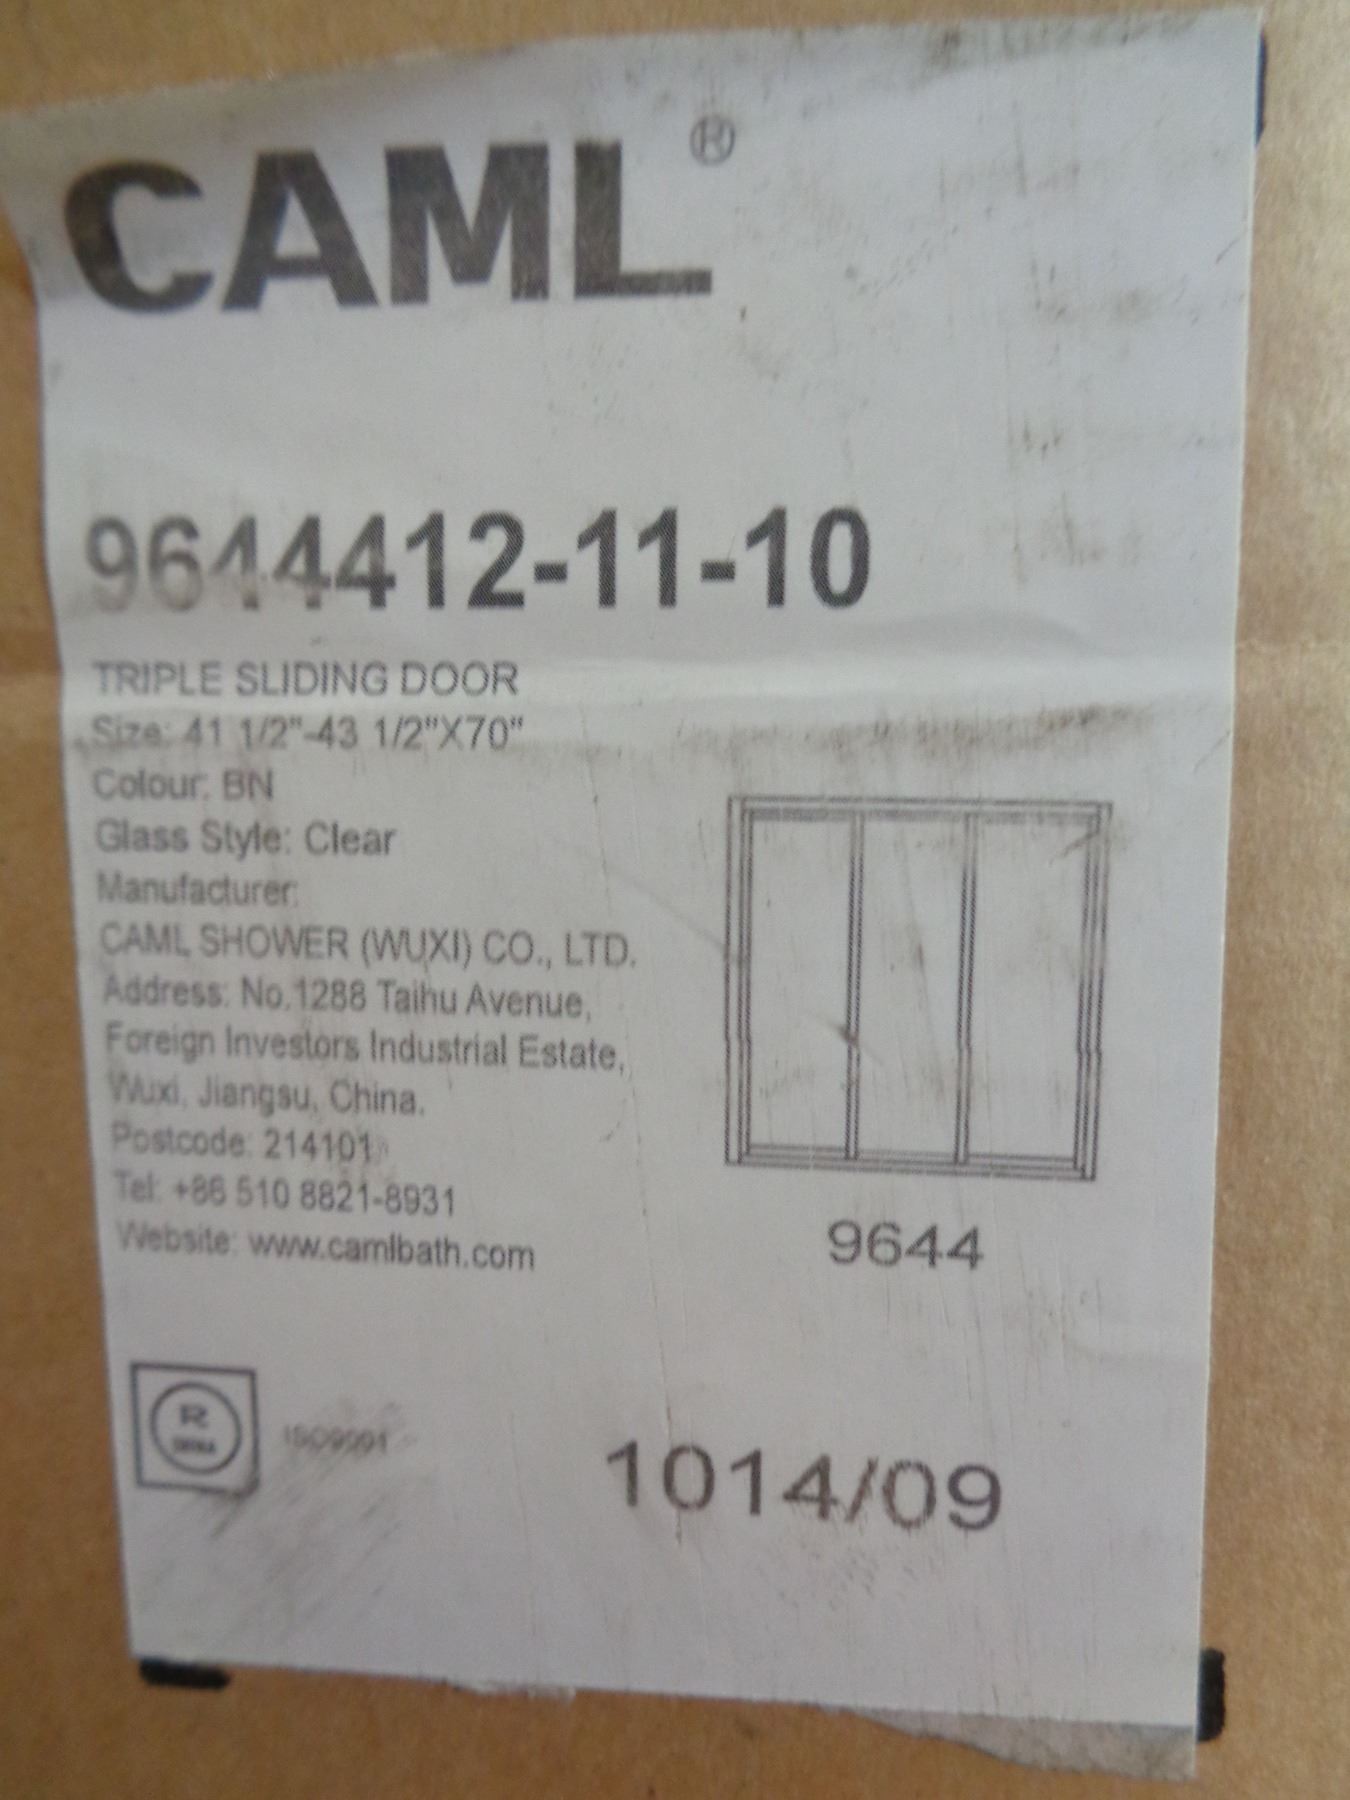 CAML®
9644412-11-10
TRIPLE SLIDING DOOR
Size: 41 1/2"-43 1/2"X70"
Colour: BN
Glass Style: Clear
Manufacturer:
CAML SHOWER (WUXI) CO., LTD.
Address: No.1288 Taihu Avenue,
Foreign Investors Industrial Estate,
Wuxi, Jiangsu, China.
Postcode: 214101
Tel: +86 510 8821-8931
Website: www.camlbath.com
9644
R
ISO9001
1014/09